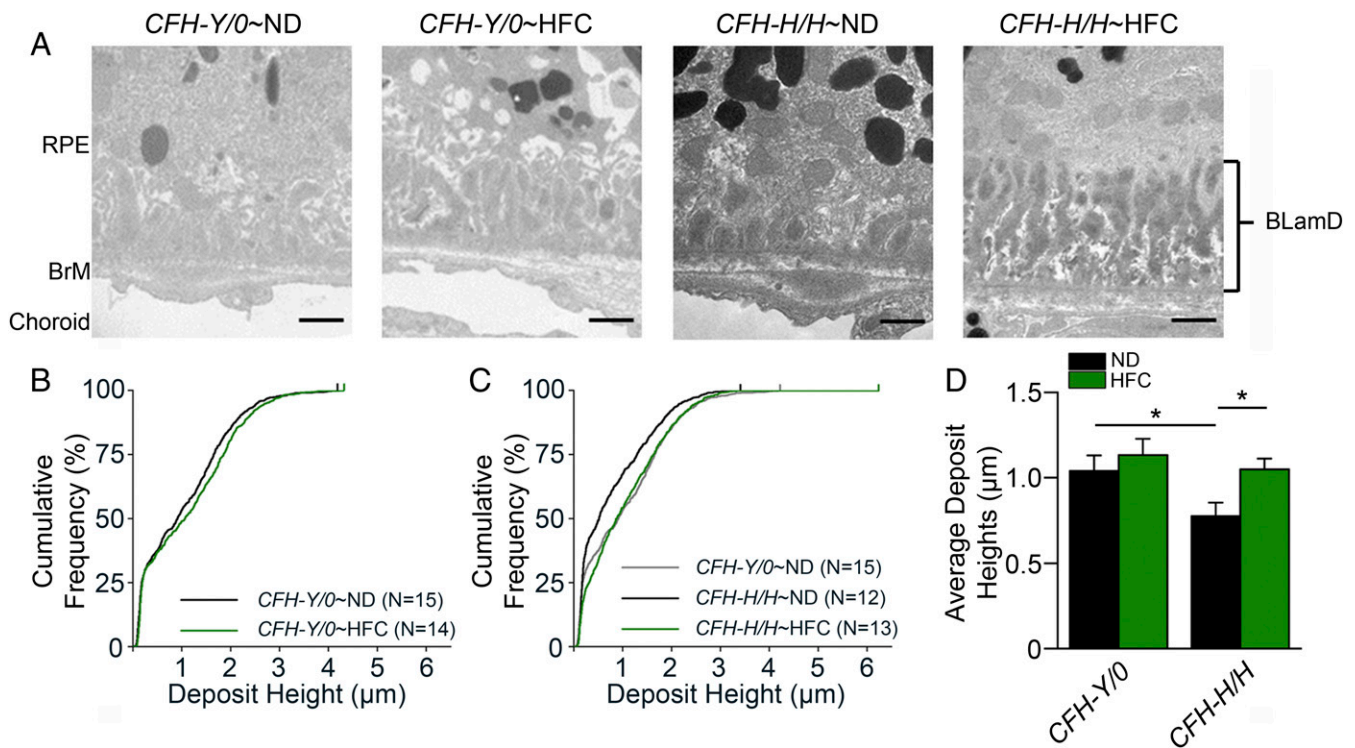 CFH-Y/0~ND
CFH-Y/0~HFC
CFH-H/H~ND
CFH-H/H~HFC
A
RPE
BrM
Choroid
BLamD
B
100
75
50
25
0
Cumulative
Frequency (%)
CFH-Y/0~ND (N=15)
CFH-Y/0~HFC (N=14)
1 2 3 4 5 6
Deposit Height (µm)
C
100
75
50
25
0
Cumulative
Frequency (%)
CFH-Y/0~ND (N=15)
CFH-H/H~ND (N=12)
CFH-H/H~HFC (N=13)
1 2 3 4 5 6
Deposit Height (µm)
D
ND
HFC
1.5
1.0
0.5
0
Average Deposit
Heights (µm)
*
*
CFH-Y/0
CFH-H/H